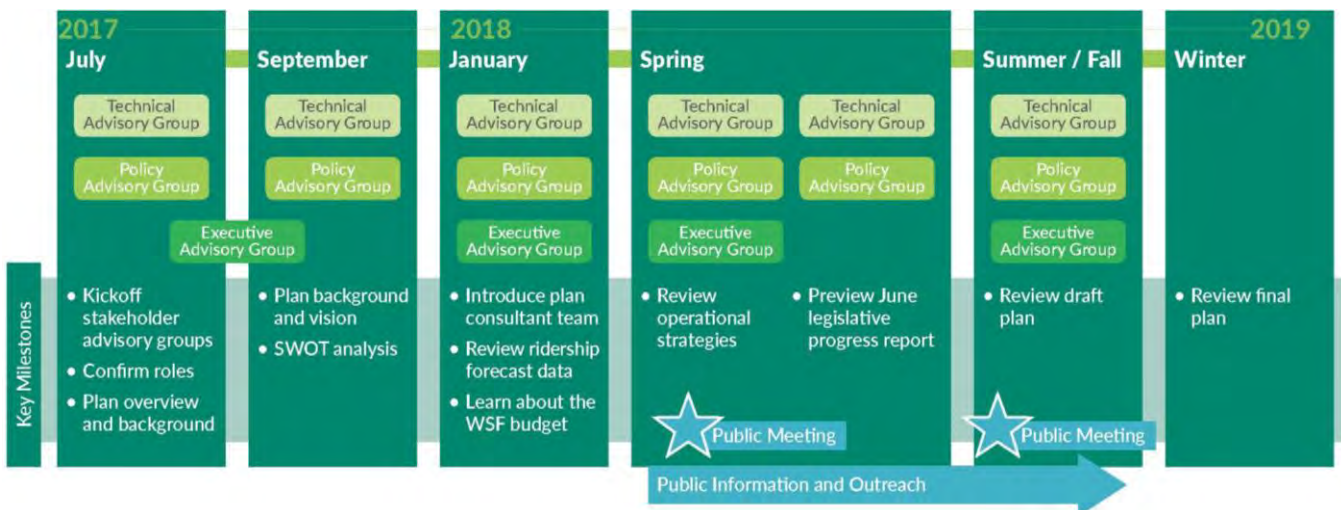 2017
July
Technical
Advisory Group
Policy
Advisory Group
Executive
Advisory Group
September
Technical
Advisory Group
Policy
Advisory Group
2018
January
Technical
Advisory Group
Policy
Advisory Group
Executive
Advisory Group
Spring
Technical
Advisory Group
Policy
Advisory Group
Executive
Advisory Group
Technical
Advisory Group
Policy
Advisory Group
Summer / Fall
Technical
Advisory Group
Policy
Advisory Group
Executive
Advisory Group
2019
Winter
Key Milestones
• Kickoff
stakeholder
advisory groups
• Confirm roles
• Plan overview
and background
• Plan background
and vision
• SWOT analysis
• Introduce plan
consultant team
• Review ridership
forecast data
• Learn about the
WSF budget
• Review
operational
strategies
• Preview June
legislative
progress report
Public Meeting
• Review draft
plan
Public Meeting
• Review final
plan
Public Information and Outreach